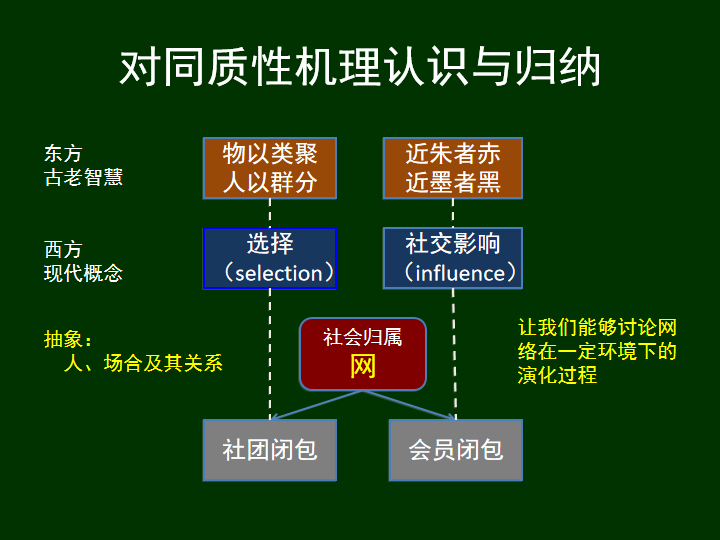 对同质性机理认识与归纳
东方
古老智慧
物以类聚
人以群分
近朱者赤
近墨者黑
西方
现代概念
选择
（selection）
社交影响
（influence）
抽象：
人、场合及其关系
社会归属
网
让我们能够讨论网
络在一定环境下的
演化过程
社团闭包
会员闭包